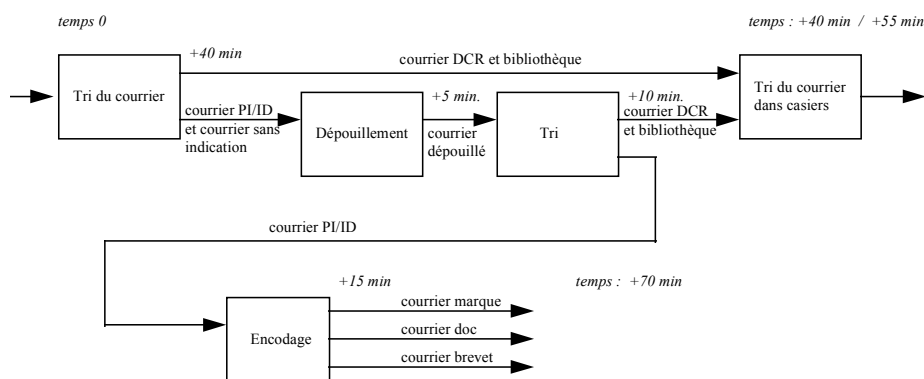 temps 0
temps : +40 min / +55 min
+40 min
courrier DCR et bibliothèque
Tri du courrier
Tri du courrier
dans casiers
courrier PI/ID
et courrier sans
indication
Dépouillement
+5 min.
courrier
dépouillé
Tri
+10 min.
courrier DCR
et bibliothèque
courrier PI/ID
+15 min
temps : +70 min
Encodage
courrier marque
courrier doc
courrier brevet